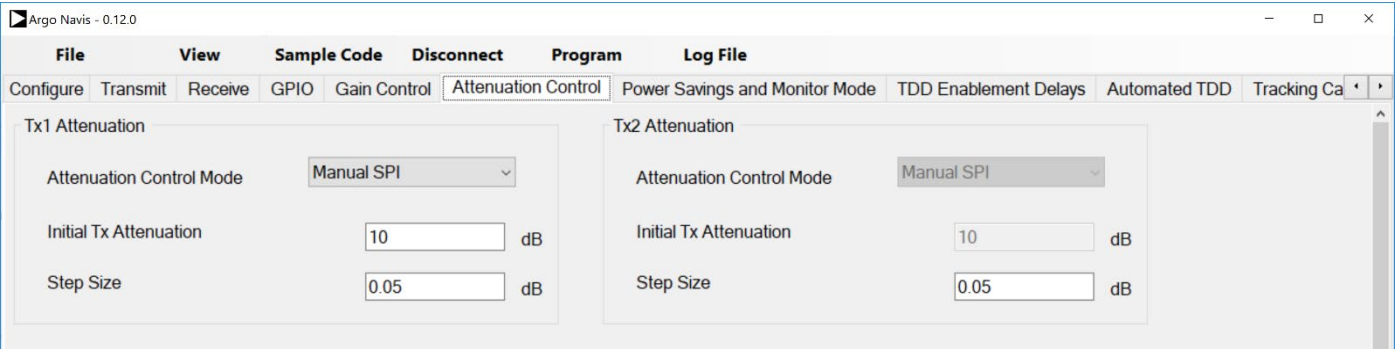 Argo Navis - 0.12.0
File View Sample Code Disconnect Program Log File
Configure Transmit Receive GPIO Gain Control Attenuation Control Power Savings and Monitor Mode TDD Enablement Delays Automated TDD Tracking Ca
Tx1 Attenuation
Attenuation Control Mode Manual SPI
Initial Tx Attenuation 10 dB
Step Size 0.05 dB
Tx2 Attenuation
Attenuation Control Mode Manual SPI
Initial Tx Attenuation 10 dB
Step Size 0.05 dB